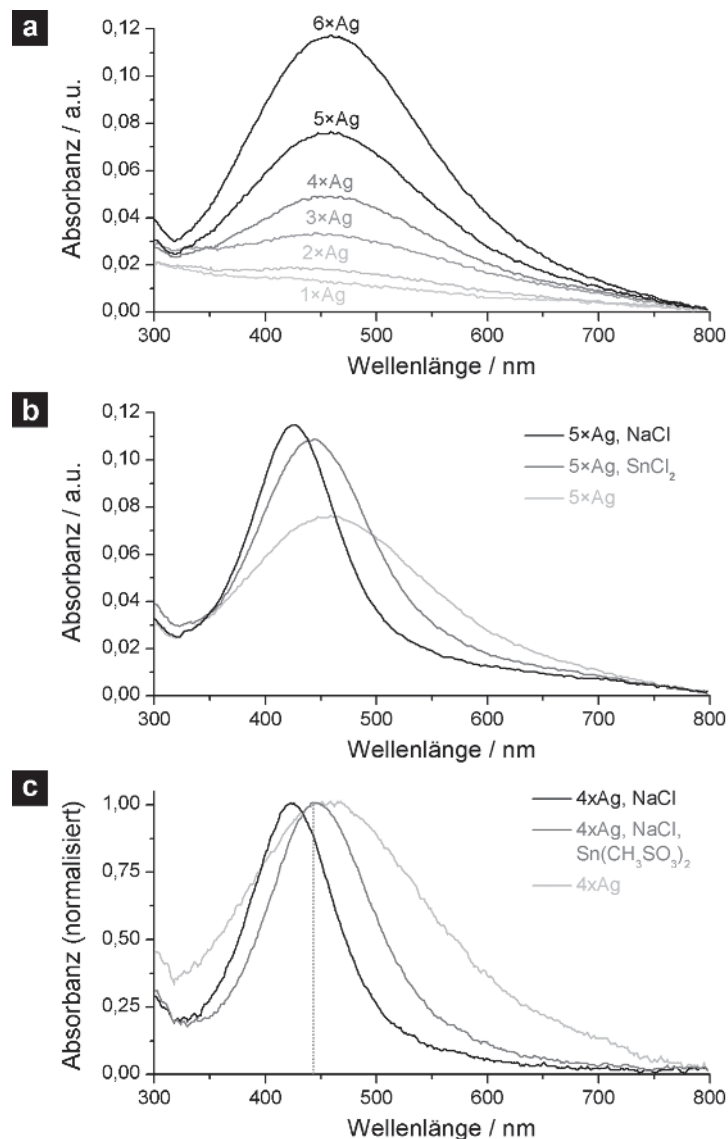 a
Absorbanz / a.u.
0,12
0,10
0,08
0,06
0,04
0,02
0,00
6×Ag
5×Ag
4×Ag
3×Ag
2×Ag
1×Ag
300 400 500 600 700 800
Wellenlänge / nm
b
Absorbanz / a.u.
0,12
0,10
0,08
0,06
0,04
0,02
0,00
5×Ag, NaCl
5×Ag, SnCl₂
5×Ag
300 400 500 600 700 800
Wellenlänge / nm
c
Absorbanz (normalisiert)
1,00
0,75
0,50
0,25
0,00
4xAg, NaCl
4xAg, NaCl,
Sn(CH₃SO₃)₂
4xAg
300 400 500 600 700 800
Wellenlänge / nm